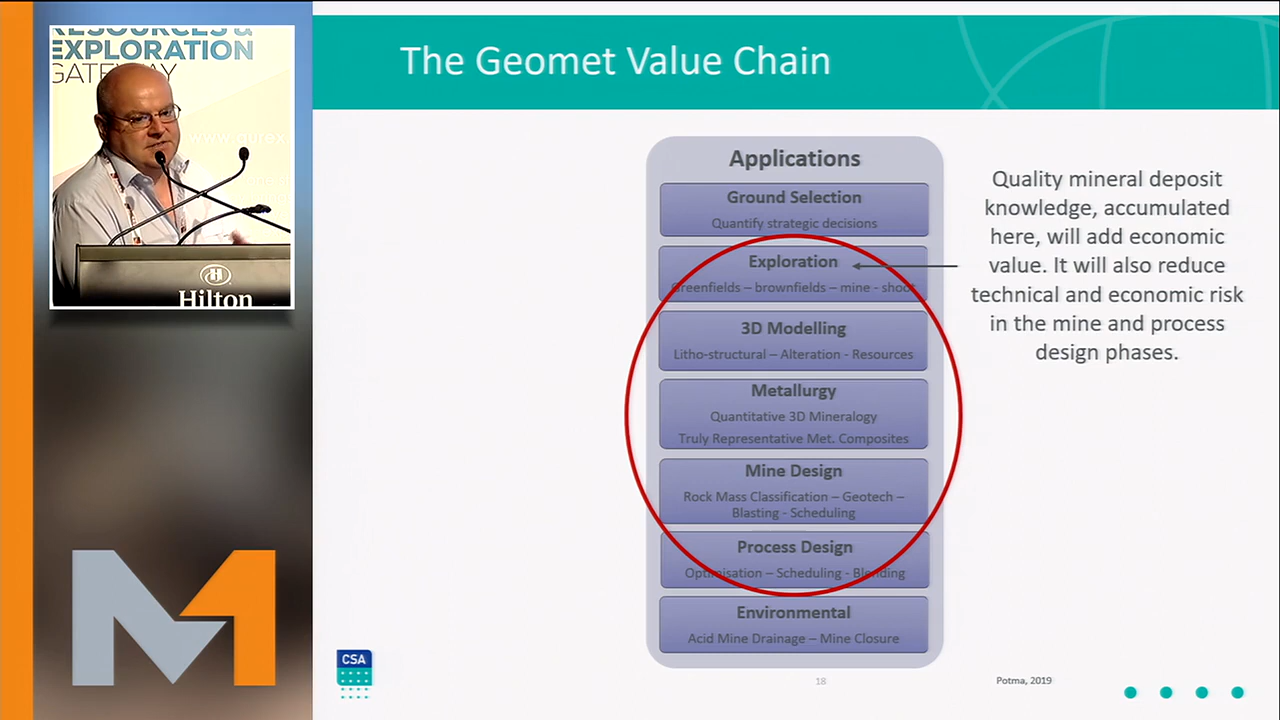 RESOURCES &
EXPLORATION
GATEWAY
Hilton
M1
The Geomet Value Chain
Applications
Ground Selection
Quantify strategic decisions
Exploration
Greenfields – brownfields – mine - shoot
3D Modelling
Litho-structural – Alteration - Resources
Metallurgy
Quantitative 3D Mineralogy
Truly Representative Met. Composites
Mine Design
Rock Mass Classification – Geotech –
Blasting - Scheduling
Process Design
Optimisation – Scheduling - Blending
Environmental
Acid Mine Drainage – Mine Closure
Quality mineral deposit
knowledge, accumulated
here, will add economic
value. It will also reduce
technical and economic risk
in the mine and process
design phases.
CSA
18
Potma, 2019